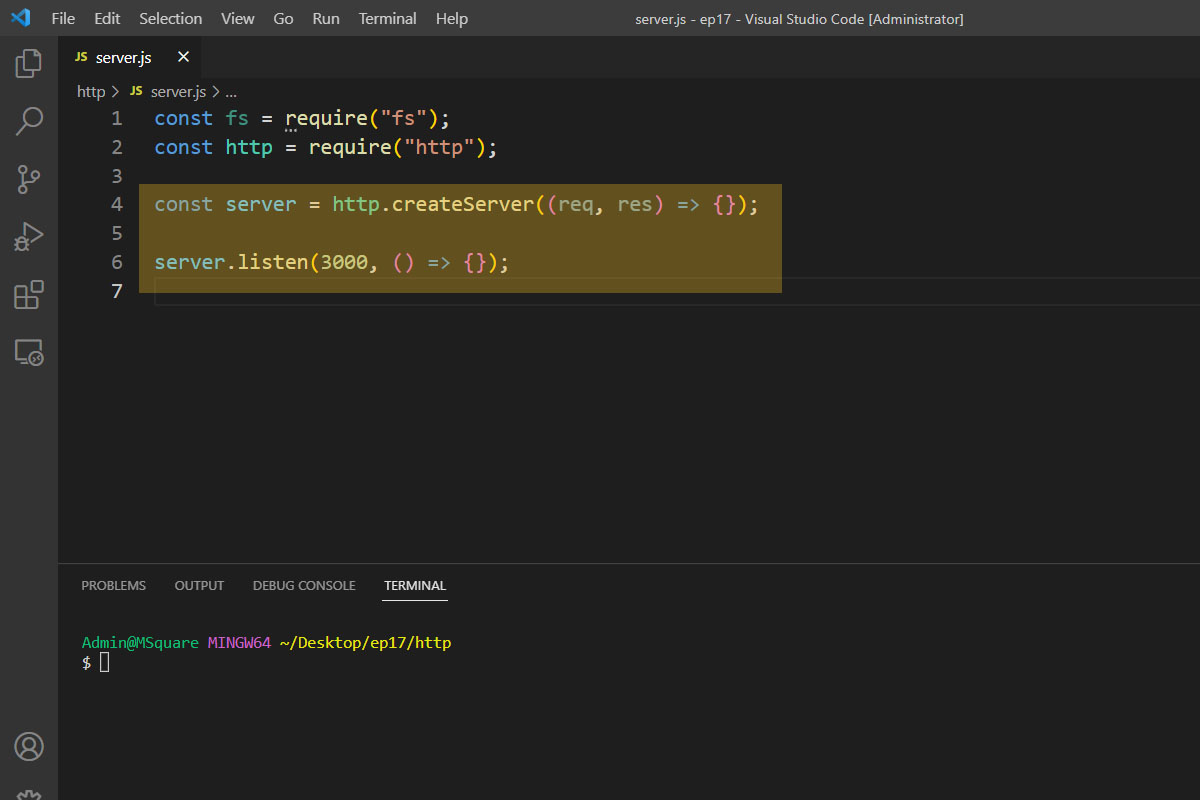 File Edit Selection View Go Run Terminal Help server.js - ep17 - Visual Studio Code [Administrator]
JS server.js ×
http > JS server.js > ...
1 const fs = require("fs");
2 const http = require("http");
3
4 const server = http.createServer((req, res) => {});
5
6 server.listen(3000, () => {});
7
PROBLEMS OUTPUT DEBUG CONSOLE TERMINAL
Admin@MSquare MINGW64 ~/Desktop/ep17/http
$